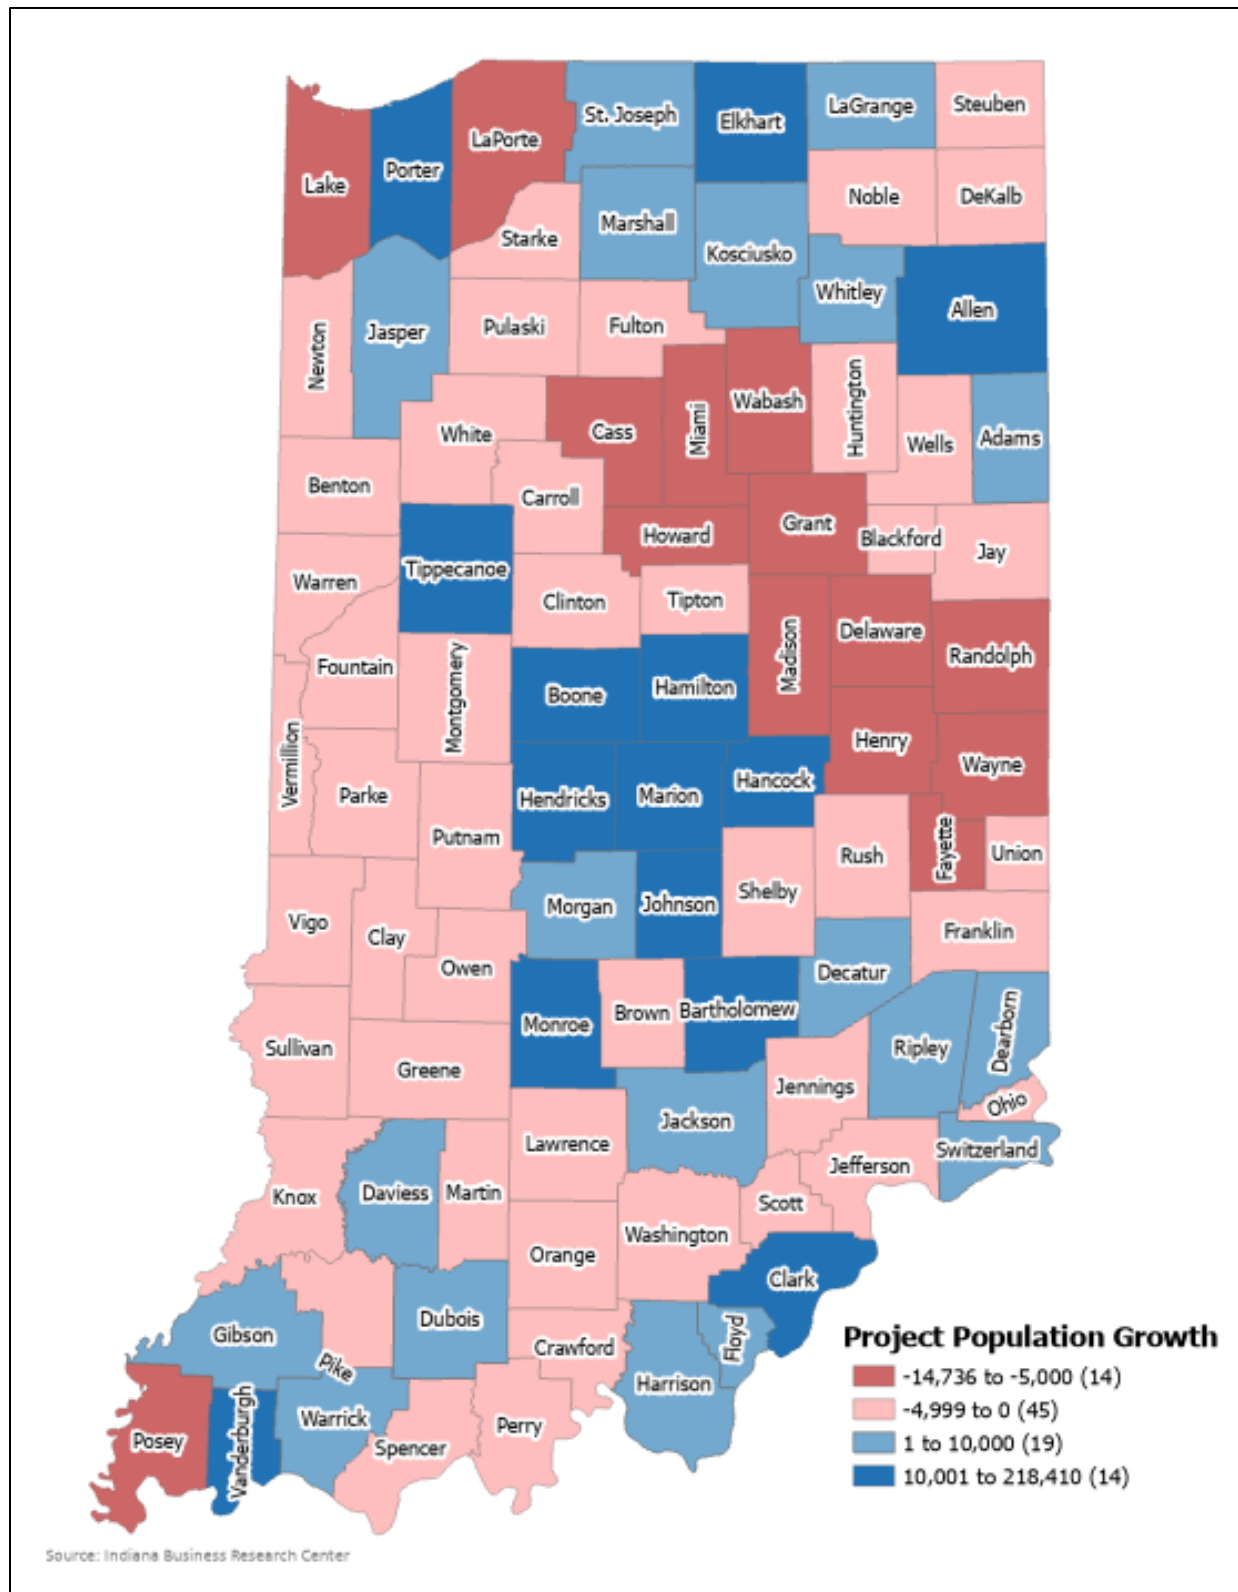 St. Joseph
Elkhart
LaGrange
Steuben
LaPorte
Porter
Lake
Noble
DeKalb
Starke
Marshall
Kosciusko
Whitley
Allen
Newton
Jasper
Pulaski
Fulton
Wabash
Huntington
Miami
Cass
White
Wells
Adams
Benton
Carroll
Howard
Grant
Blackford
Jay
Tippecanoe
Warren
Clinton
Tipton
Madison
Delaware
Randolph
Fountain
Montgomery
Boone
Hamilton
Henry
Wayne
Vermillion
Parke
Hendricks
Marion
Hancock
Putnam
Rush
Fayette
Union
Shelby
Morgan
Johnson
Vigo
Clay
Franklin
Owen
Decatur
Monroe
Brown
Bartholomew
Ripley
Dearborn
Sullivan
Greene
Jennings
Ohio
Jackson
Lawrence
Switzerland
Jefferson
Knox
Daviess
Martin
Scott
Washington
Orange
Clark
Gibson
Dubois
Floyd
Crawford
Pike
Harrison
Warrick
Perry
Posey
Vanderburgh
Spencer
Project Population Growth
-14,736 to -5,000 (14)
-4,999 to 0 (45)
1 to 10,000 (19)
10,001 to 218,410 (14)
Source: Indiana Business Research Center